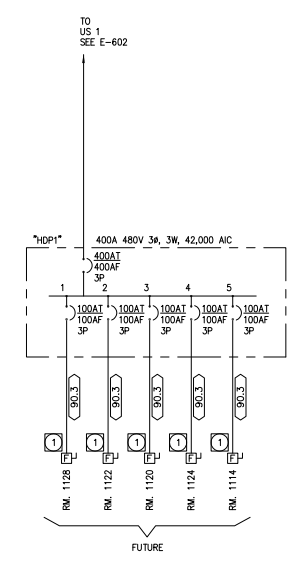 TO
US 1
SEE E-602
"HDP1" 400A 480V 3ø, 3W, 42,000 AIC
400AT
400AF
3P
1 2 3 4 5
100AT 100AT 100AT 100AT 100AT
100AF 100AF 100AF 100AF 100AF
3P 3P 3P 3P 3P
90.3 90.3 90.3 90.3 90.3
1 1 1 1 1
F F F F F
RM. 1128 RM. 1122 RM. 1120 RM. 1124 RM. 1114
FUTURE